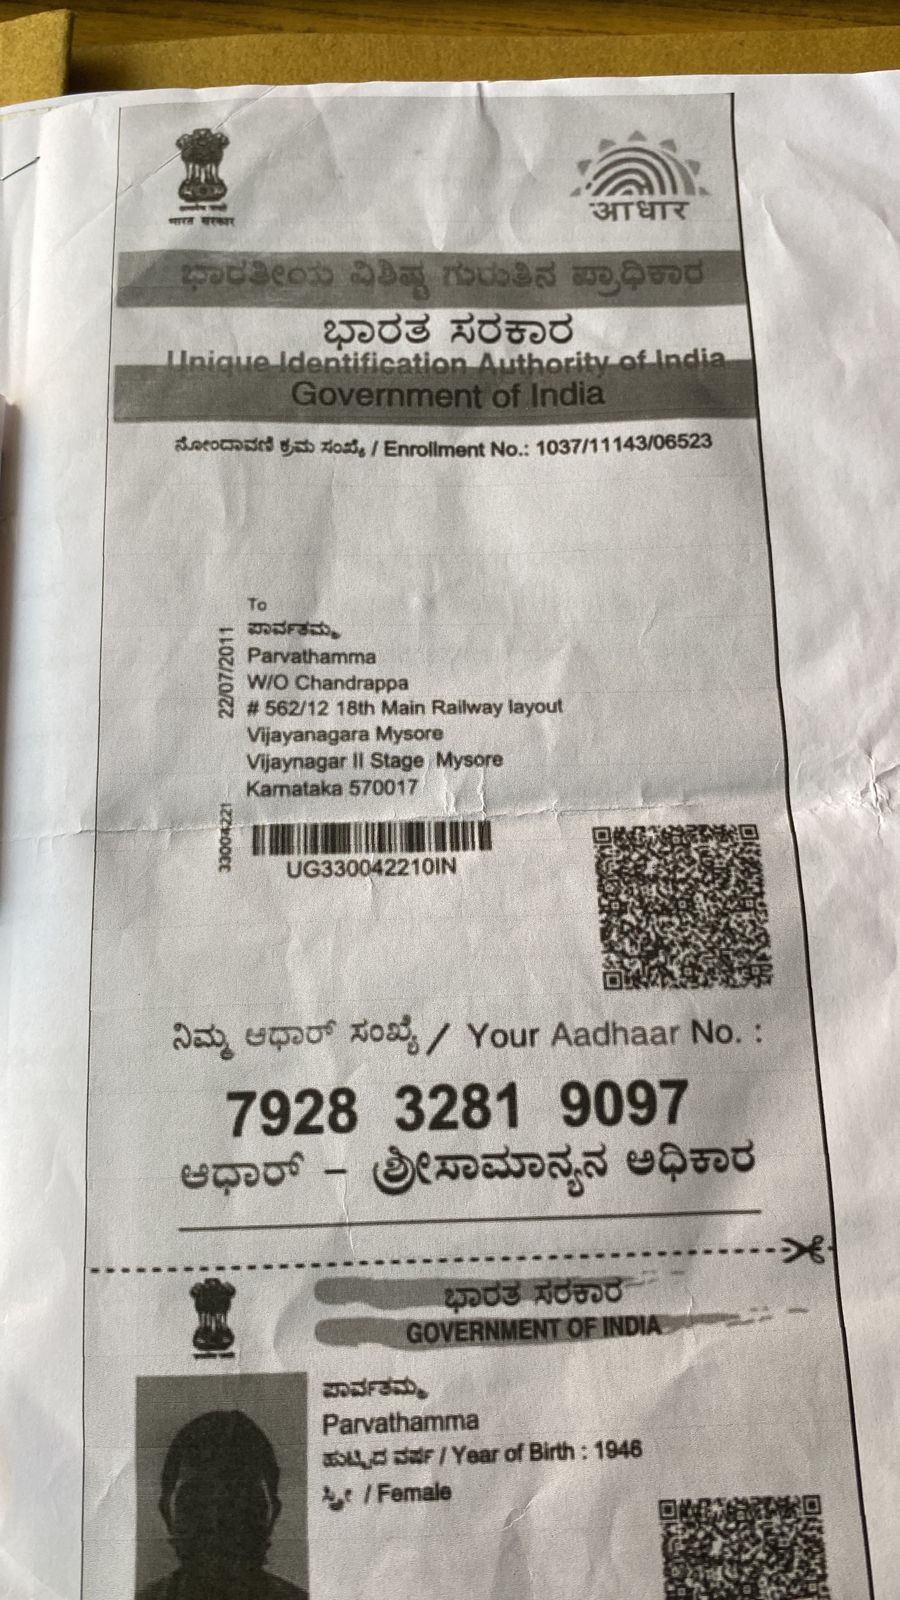 भारत सरकार
आधार
ಭಾರತೀಯ ವಿಶಿಷ್ಟ ಗುರುತಿನ ಪ್ರಾಧಿಕಾರ
ಭಾರತ ಸರಕಾರ
Unique Identification Authority of India
Government of India
ನೋಂದಾವಣಿ ಕ್ರಮ ಸಂಖ್ಯೆ / Enrollment No.: 1037/11143/06523
To
ಪಾರ್ವತಮ್ಮ
Parvathamma
W/O Chandrappa
# 562/12 18th Main Railway layout
Vijayanagara Mysore
Vijaynagar II Stage Mysore
Karnataka 570017
22/07/2011
33004221
UG330042210IN
ನಿಮ್ಮ ಆಧಾರ್ ಸಂಖ್ಯೆ / Your Aadhaar No. :
7928 3281 9097
ಆಧಾರ್ – ಶ್ರೀಸಾಮಾನ್ಯನ ಅಧಿಕಾರ
ಭಾರತ ಸರಕಾರ
GOVERNMENT OF INDIA
ಪಾರ್ವತಮ್ಮ
Parvathamma
ಹುಟ್ಟಿದ ವರ್ಷ / Year of Birth : 1946
ಸ್ತ್ರೀ / Female